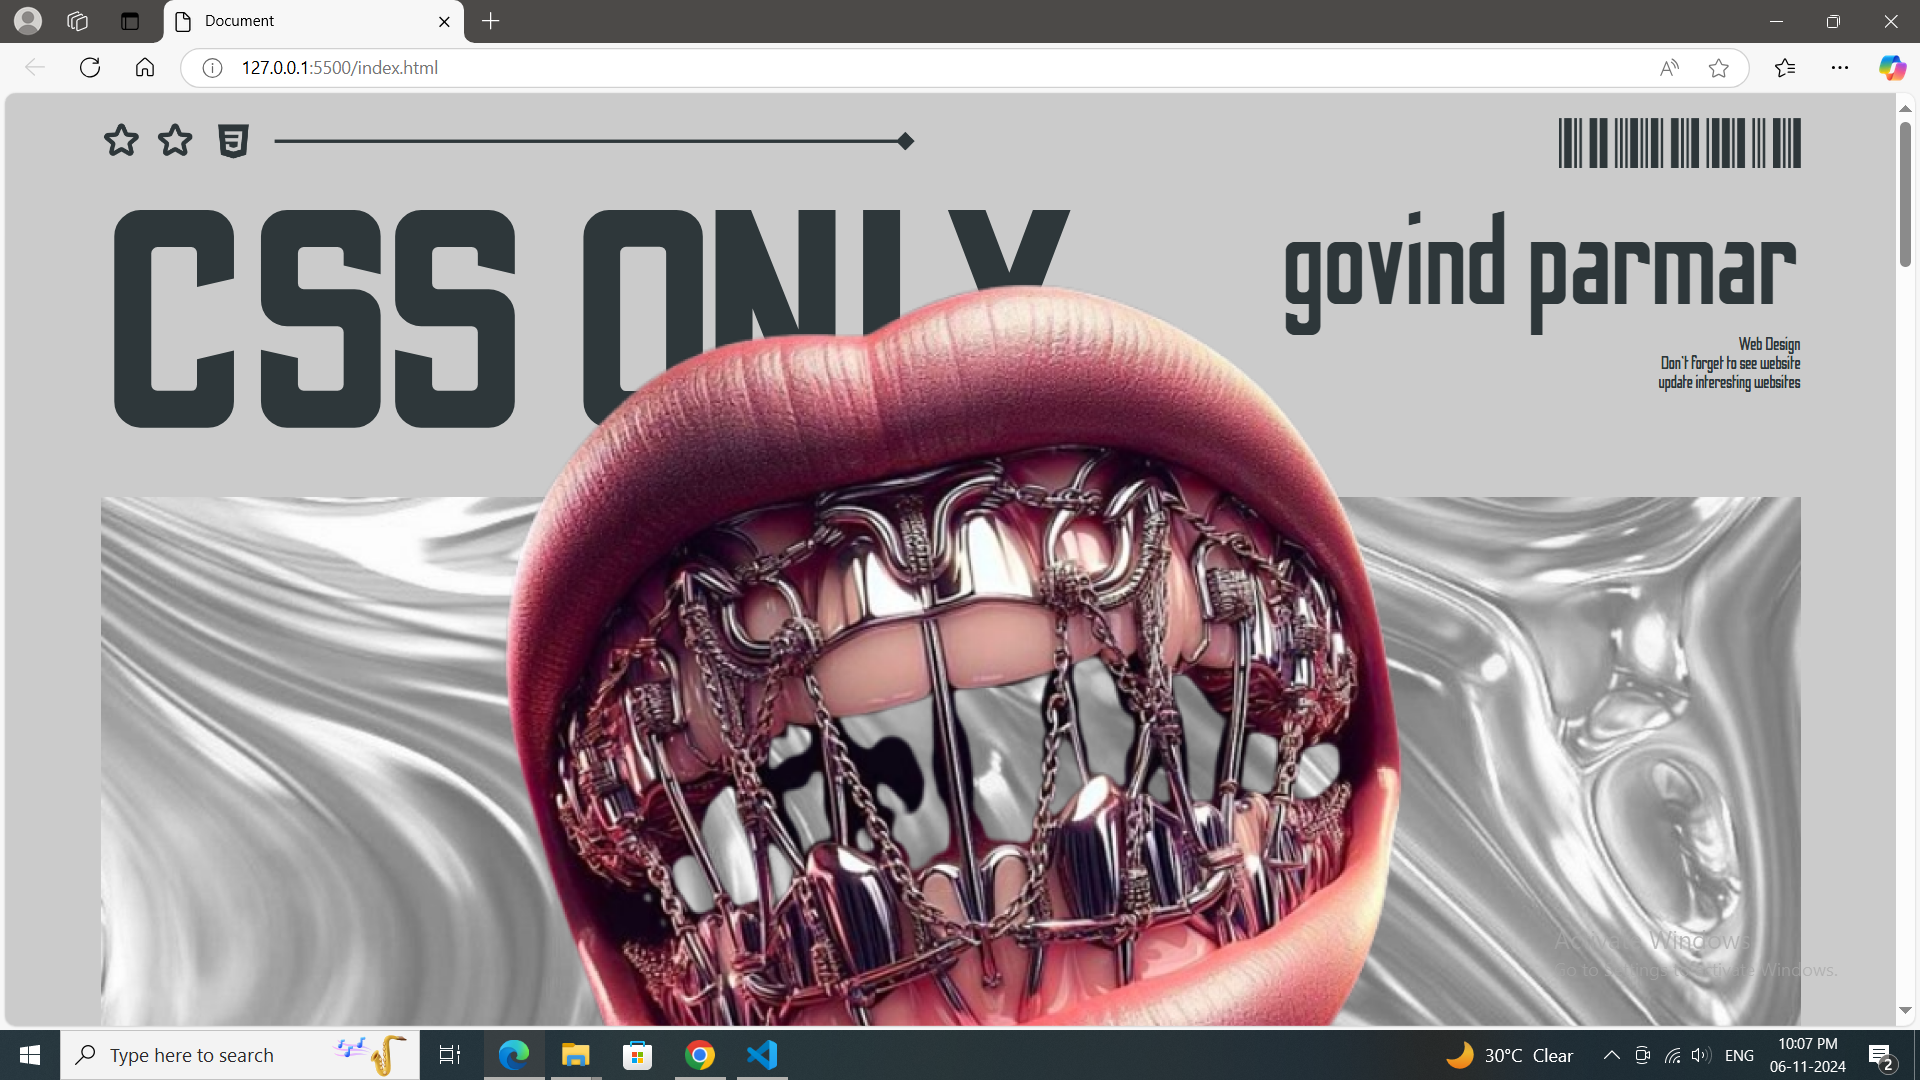 Document
127.0.0.1:5500/index.html
CSS ONLY
govind parmar
Web Design
Don't forget to see website
update interesting websites
Activate Windows
Go to Settings to activate Windows.
Type here to search
30°C Clear
ENG
10:07 PM
06-11-2024
2